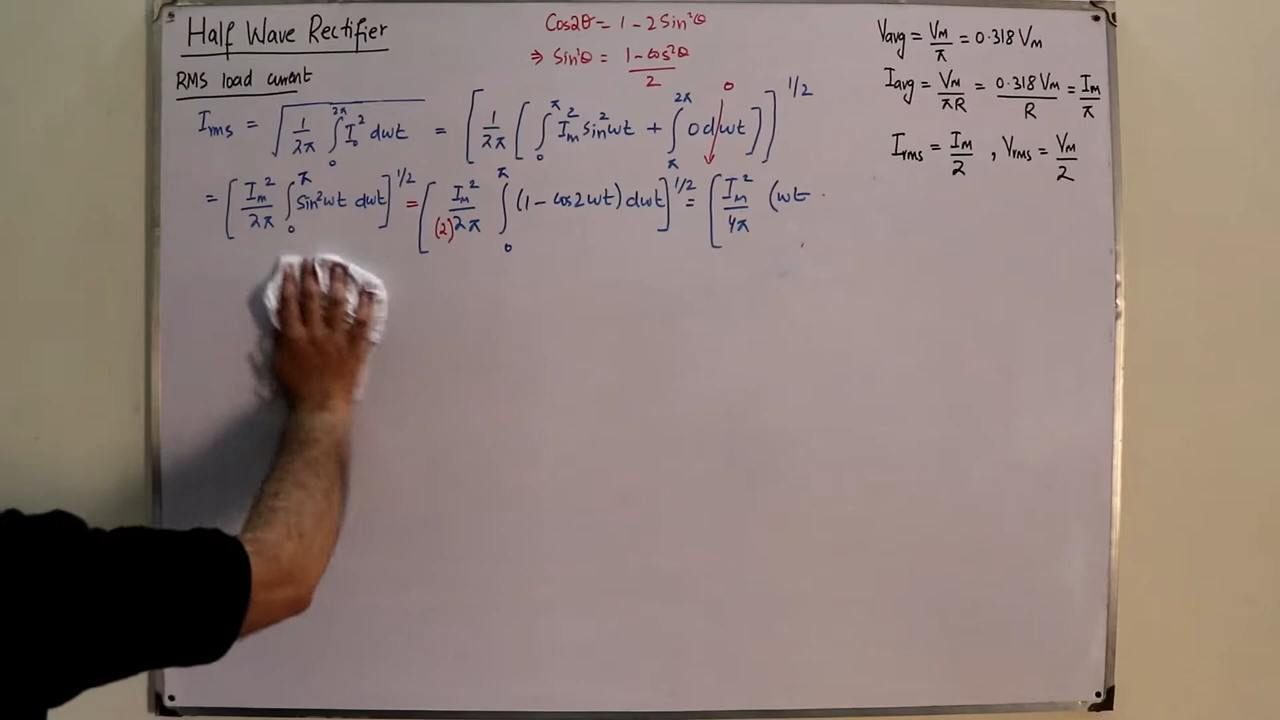 Half Wave Rectifier
Cos2θ = 1 - 2 Sin²θ
⇒ Sin²θ = (1 - cos²θ)/2
RMS load current
Irms = √(1/2π ∫₀^2π I₀² dωt) = [1/2π (∫₀^π Im² sin²ωt + ∫π^2π 0 dωt)]^1/2
0
= [Im²/2π ∫₀^π Sin²ωt dωt]^1/2 = [Im²/(2)2π ∫₀^π (1 - cos2ωt) dωt]^1/2 = [Im²/4π (ωt
Vavg = VM/π = 0.318 VM
Iavg = VM/πR = 0.318 VM/R = IM/π
Irms = IM/2 , Vrms = VM/2